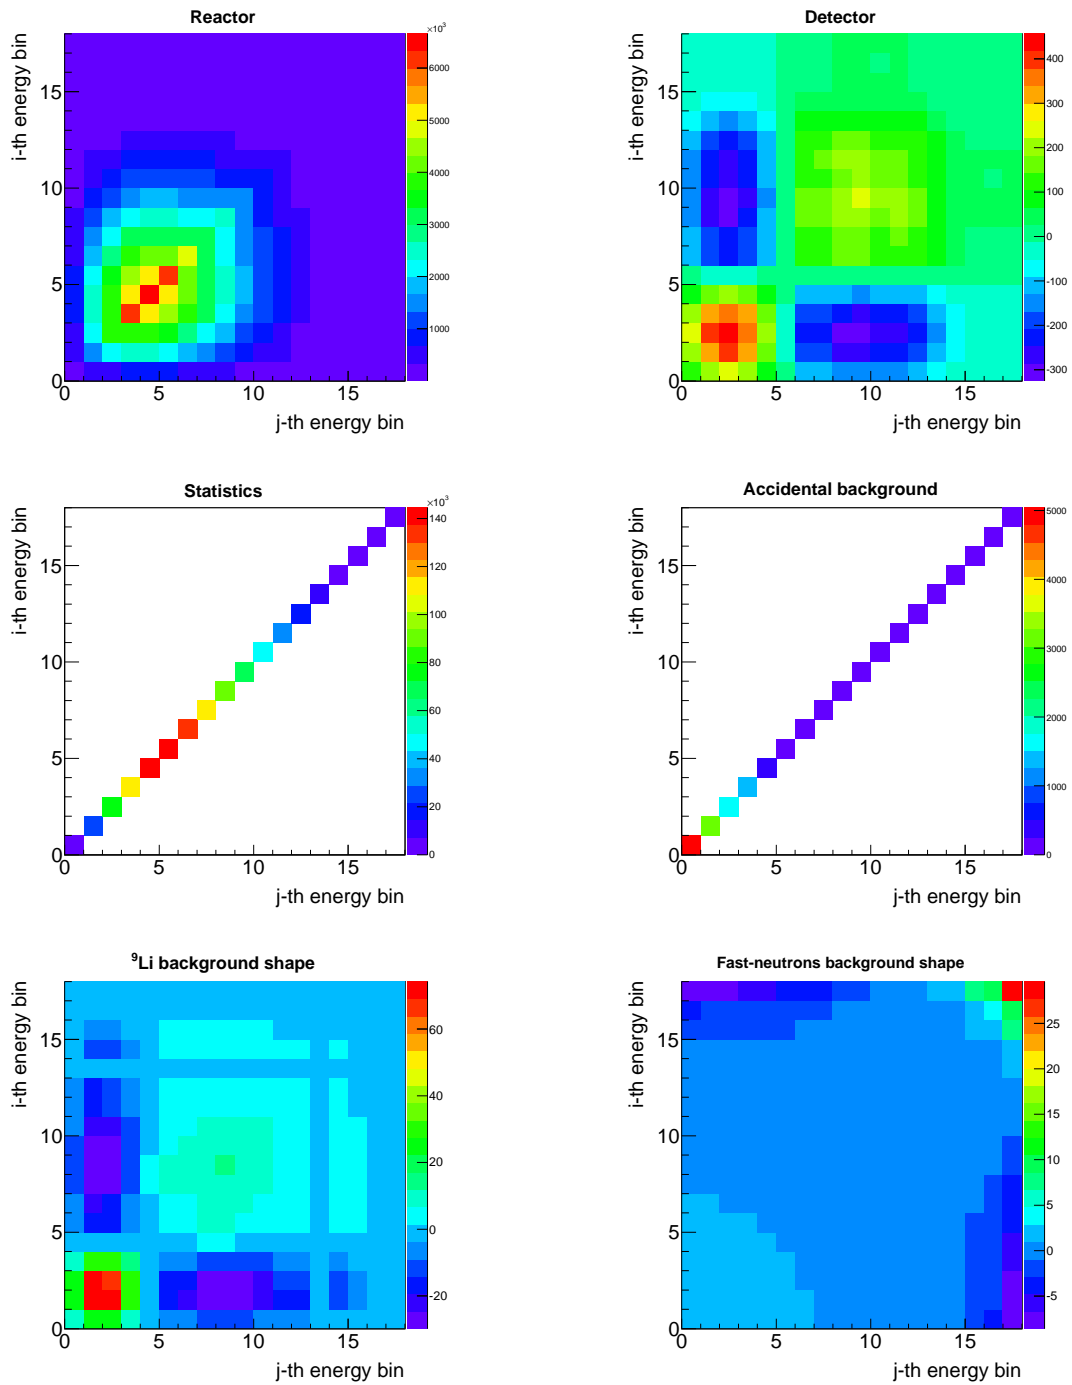 Reactor
×10³
i-th energy bin
15
10
5
0
0 5 10 15
j-th energy bin
6000
5000
4000
3000
2000
1000
Detector
i-th energy bin
15
10
5
0
0 5 10 15
j-th energy bin
400
300
200
100
0
-100
-200
-300
Statistics
×10³
i-th energy bin
15
10
5
0
0 5 10 15
j-th energy bin
140
120
100
80
60
40
20
0
Accidental background
i-th energy bin
15
10
5
0
0 5 10 15
j-th energy bin
5000
4000
3000
2000
1000
0
⁹Li background shape
i-th energy bin
15
10
5
0
0 5 10 15
j-th energy bin
60
40
20
0
-20
Fast-neutrons background shape
i-th energy bin
15
10
5
0
0 5 10 15
j-th energy bin
25
20
15
10
5
0
-5